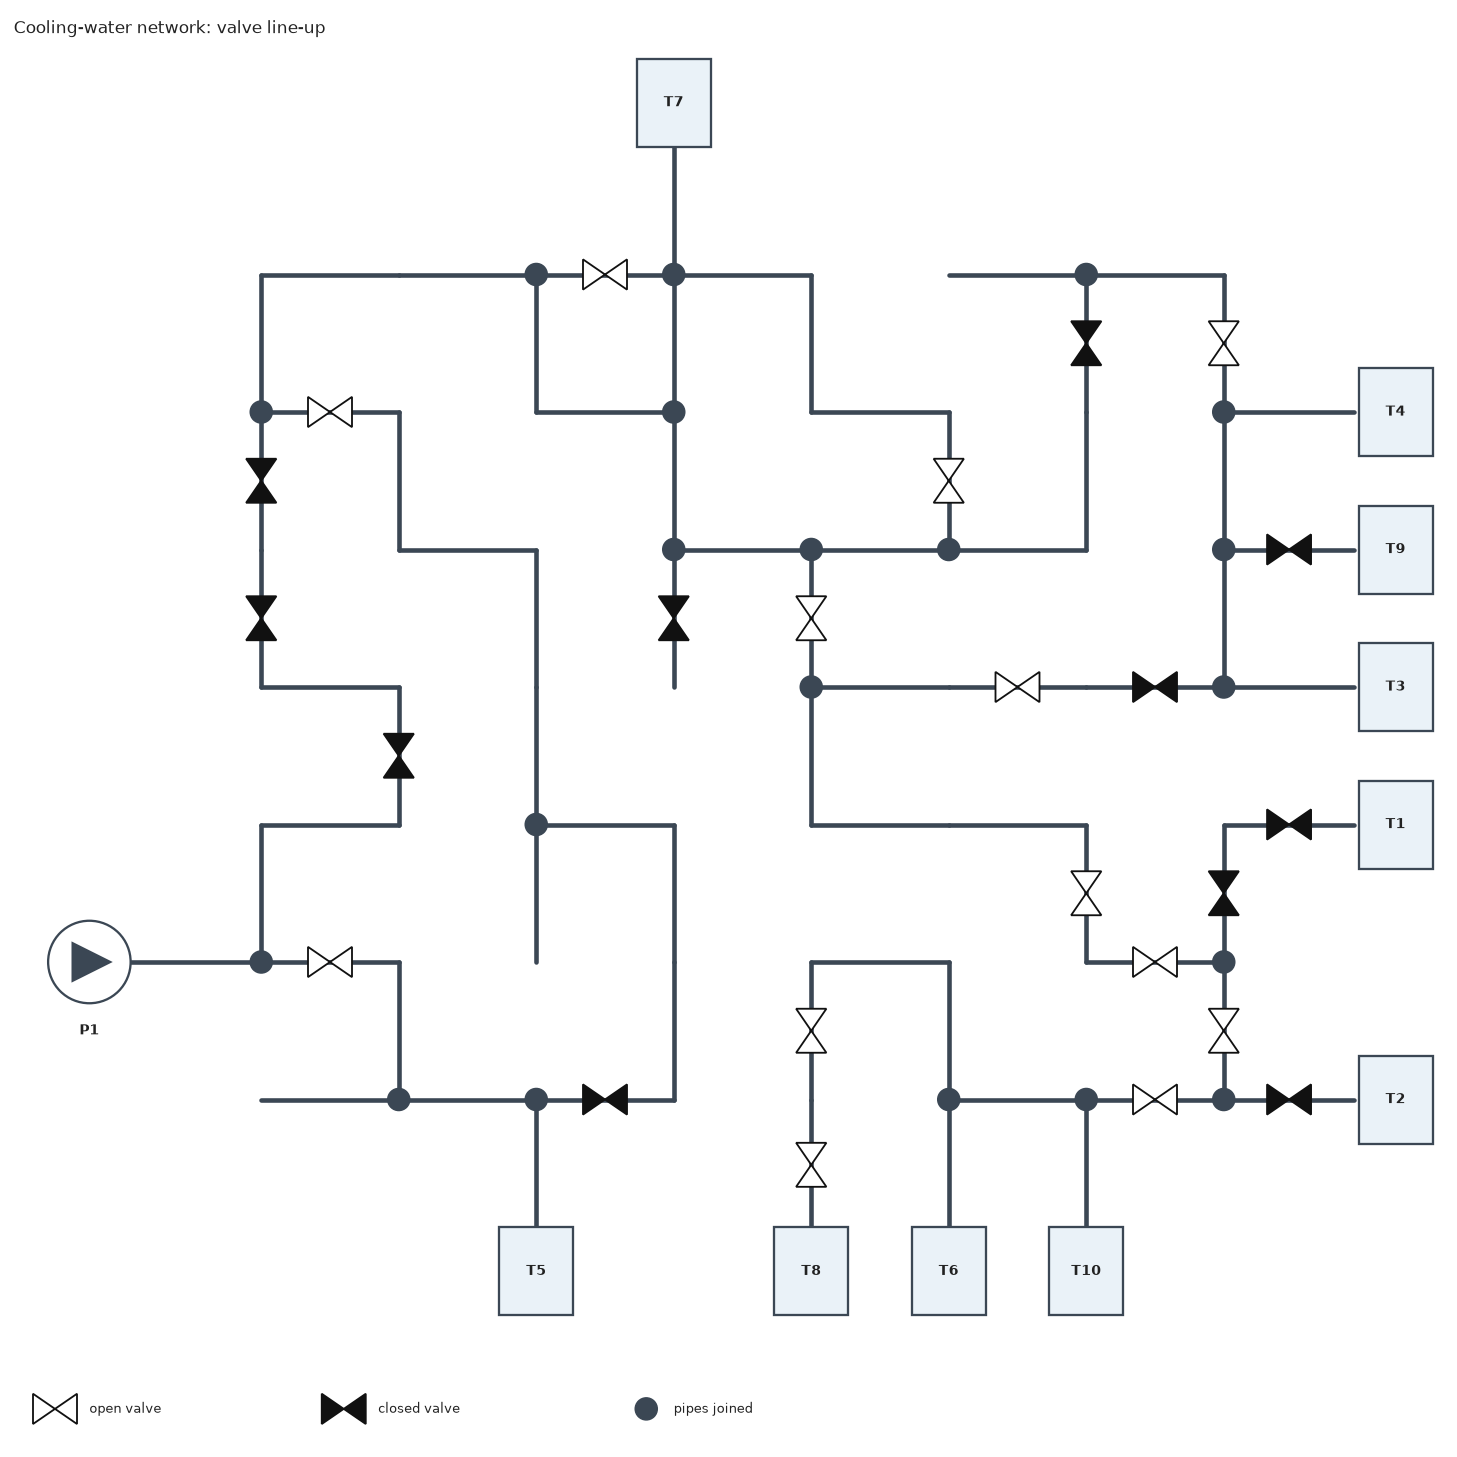 Cooling-water network: valve line-up
T7
T4
T9
T3
T1
P1
T2
T5
T8
T6
T10
open valve
closed valve
pipes joined